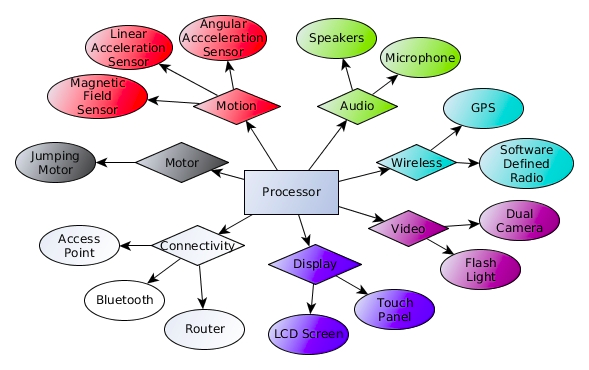 Linear
Acceleration
Sensor
Angular
Accceleration
Sensor
Speakers
Microphone
Magnetic
Field
Sensor
Motion
Audio
GPS
Jumping
Motor
Motor
Wireless
Software
Defined
Radio
Processor
Video
Dual
Camera
Access
Point
Connectivity
Display
Flash
Light
Bluetooth
Router
LCD Screen
Touch
Panel